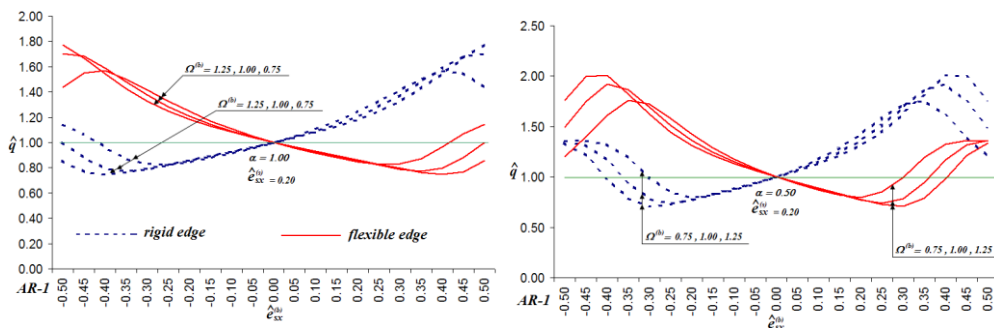 2.00
1.80
1.60
1.40
1.20
1.00
0.80
0.60
0.40
0.20
0.00
q̂
Ω⁽ᵇ⁾= 1.25 , 1.00 , 0.75
Ω⁽ᵇ⁾= 1.25 , 1.00 , 0.75
α = 1.00
ê⁽ˢ⁾sx = 0.20
rigid edge
flexible edge
AR-1
-0.50 -0.45 -0.40 -0.35 -0.30 -0.25 -0.20 -0.15 -0.10 -0.05 0.00 0.05 0.10 0.15 0.20 0.25 0.30 0.35 0.40 0.45 0.50
ê⁽ᵇ⁾sx
2.50
2.00
1.50
1.00
0.50
0.00
q̂
α = 0.50
ê⁽ˢ⁾sx = 0.20
Ω⁽ᵇ⁾ = 0.75 , 1.00 , 1.25
Ω⁽ᵇ⁾ = 0.75 , 1.00 , 1.25
AR-1
-0.50 -0.45 -0.40 -0.35 -0.30 -0.25 -0.20 -0.15 -0.10 -0.05 0.00 0.05 0.10 0.15 0.20 0.25 0.30 0.35 0.40 0.45 0.50
ê⁽ᵇ⁾sx